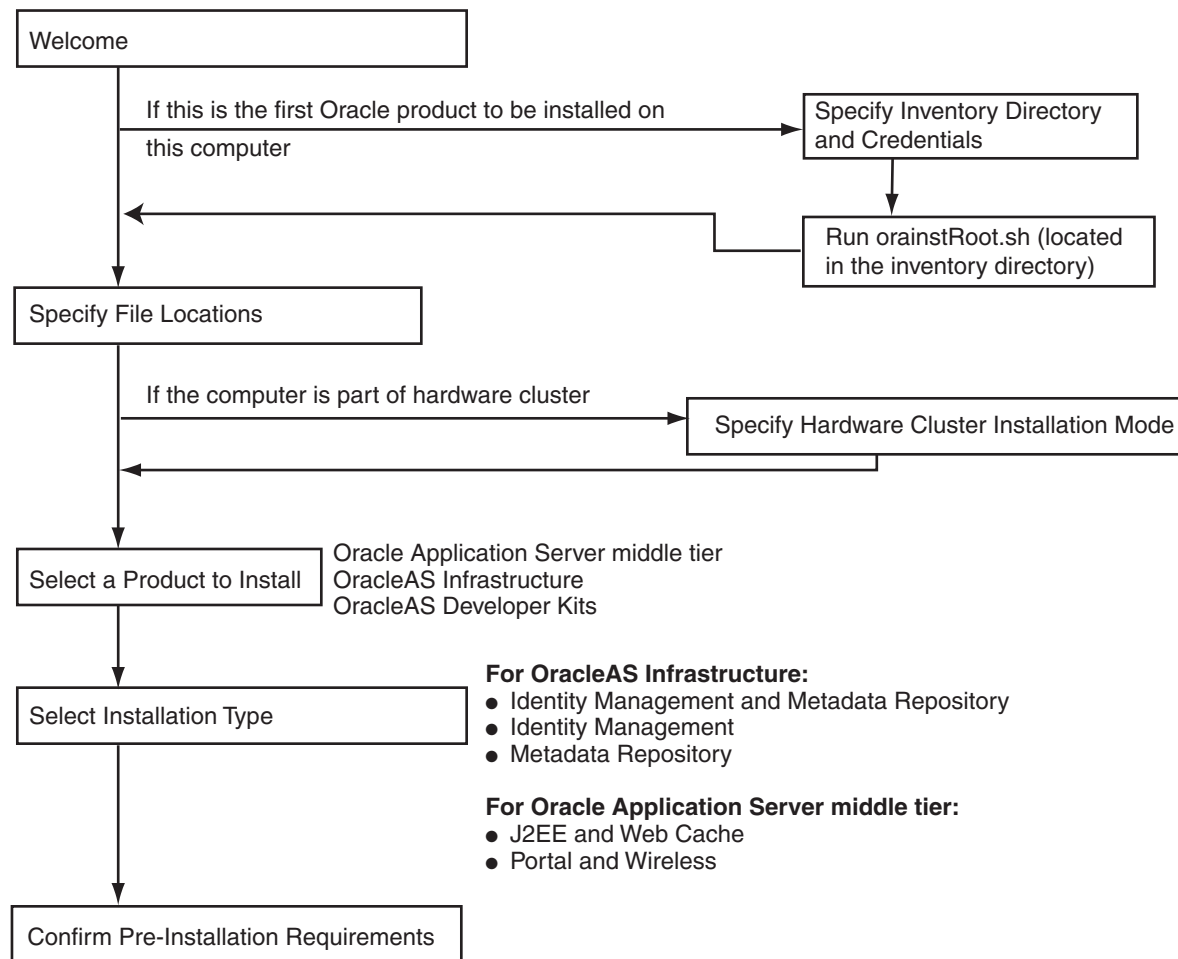 Welcome
If this is the first Oracle product to be installed on
this computer
Specify Inventory Directory
and Credentials
Run orainstRoot.sh (located
in the inventory directory)
Specify File Locations
If the computer is part of hardware cluster
Specify Hardware Cluster Installation Mode
Select a Product to Install
Oracle Application Server middle tier
OracleAS Infrastructure
OracleAS Developer Kits
Select Installation Type
For OracleAS Infrastructure:
● Identity Management and Metadata Repository
● Identity Management
● Metadata Repository
For Oracle Application Server middle tier:
● J2EE and Web Cache
● Portal and Wireless
Confirm Pre-Installation Requirements